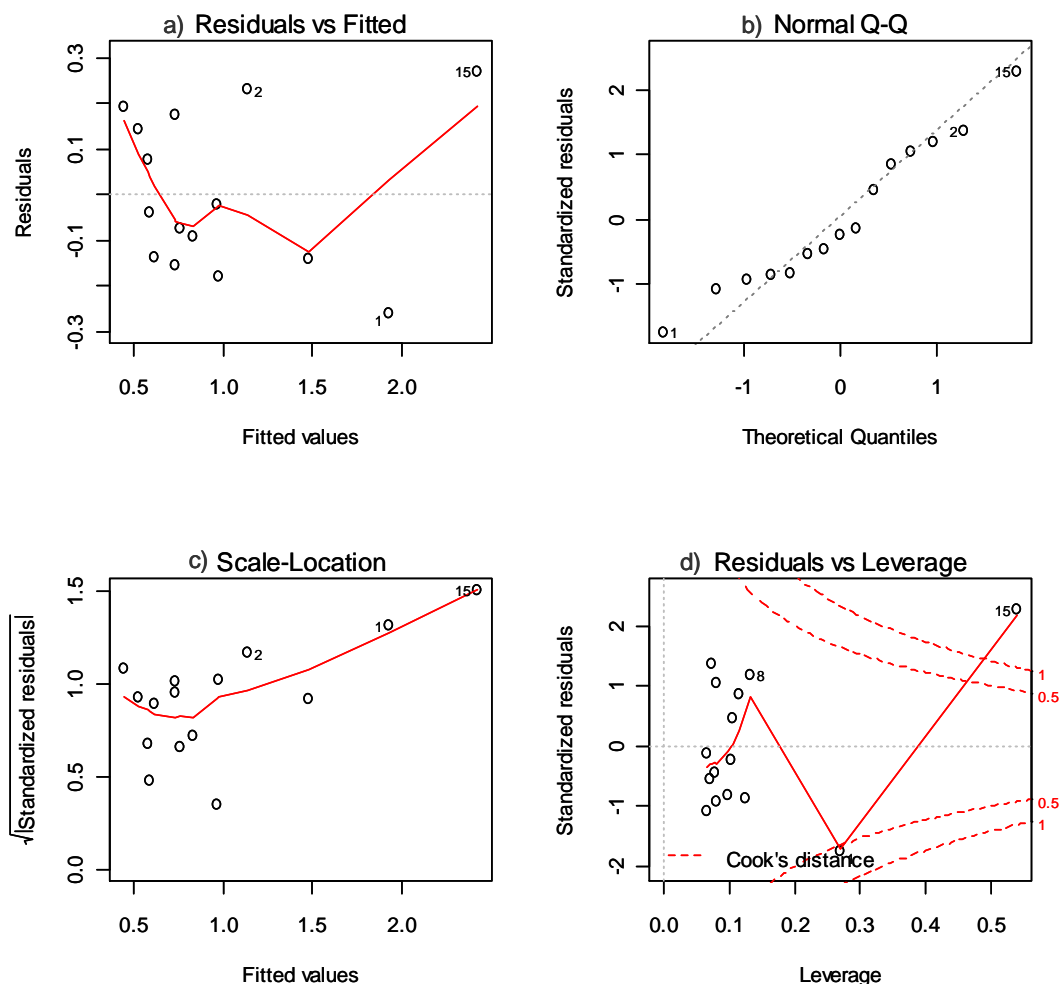 a) Residuals vs Fitted
Residuals
0.3
0.1
-0.1
-0.3
15
2
1
0.5 1.0 1.5 2.0
Fitted values
b) Normal Q-Q
Standardized residuals
2
1
0
-1
15
2
1
-1 0 1
Theoretical Quantiles
c) Scale-Location
√|Standardized residuals|
1.5
1.0
0.5
0.0
15
1
2
0.5 1.0 1.5 2.0
Fitted values
d) Residuals vs Leverage
Standardized residuals
2
1
0
-1
-2
15
8
1
1
0.5
0.5
1
Cook's distance
0.0 0.1 0.2 0.3 0.4 0.5
Leverage